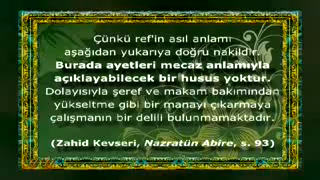 Çünkü ref'in asıl anlamı
aşağıdan yukarıya doğru nakildir.
Burada ayetleri mecaz anlamıyla
açıklayabilecek bir husus yoktur.
Dolayısıyla şeref ve makam bakımından
yükseltme gibi bir manayı çıkarmaya
çalışmanın bir delili bulunmamaktadır.
(Zahid Kevseri, Nazratün Abire, s. 93)